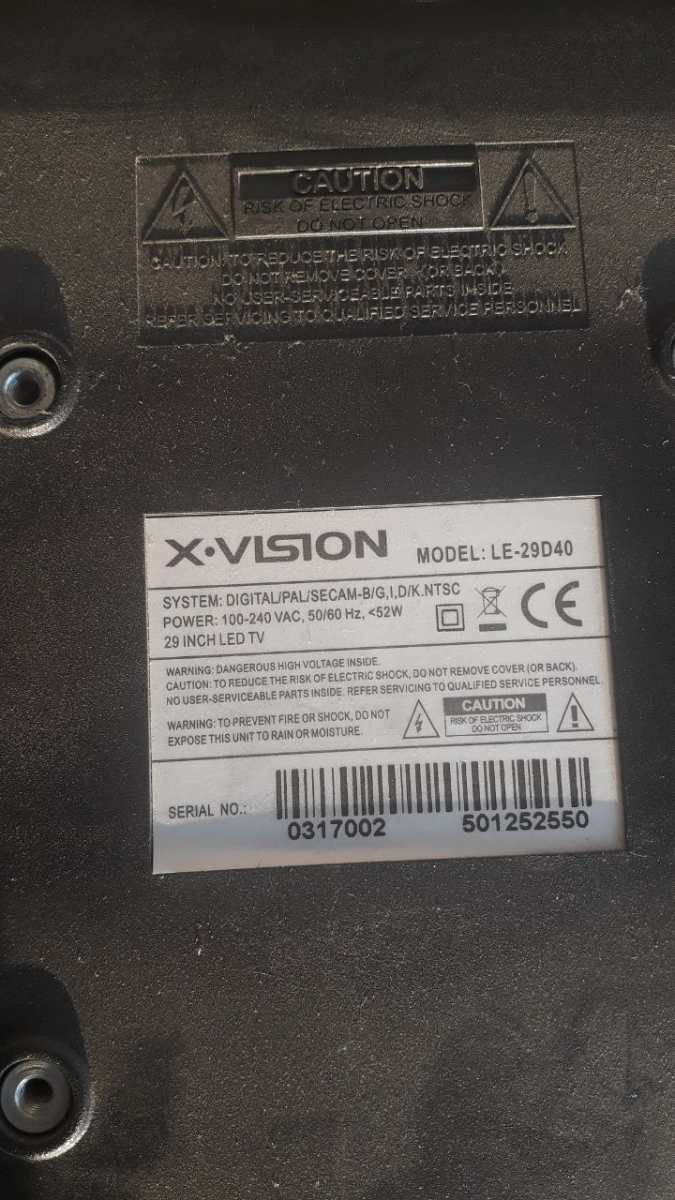 CAUTION
RISK OF ELECTRIC SHOCK
DO NOT OPEN
CAUTION: TO REDUCE THE RISK OF ELECTRIC SHOCK
DO NOT REMOVE COVER (OR BACK).
NO USER-SERVICEABLE PARTS INSIDE.
REFER SERVICING TO QUALIFIED SERVICE PERSONNEL
X·VISION MODEL: LE-29D40
SYSTEM: DIGITAL/PAL/SECAM-B/G,I,D/K.NTSC
POWER: 100-240 VAC, 50/60 Hz, <52W
29 INCH LED TV
CE
WARNING: DANGEROUS HIGH VOLTAGE INSIDE.
CAUTION: TO REDUCE THE RISK OF ELECTRIC SHOCK, DO NOT REMOVE COVER (OR BACK).
NO USER-SERVICEABLE PARTS INSIDE. REFER SERVICING TO QUALIFIED SERVICE PERSONNEL.
WARNING: TO PREVENT FIRE OR SHOCK, DO NOT
EXPOSE THIS UNIT TO RAIN OR MOISTURE.
CAUTION
RISK OF ELECTRIC SHOCK
DO NOT OPEN
SERIAL NO.:
0317002 501252550